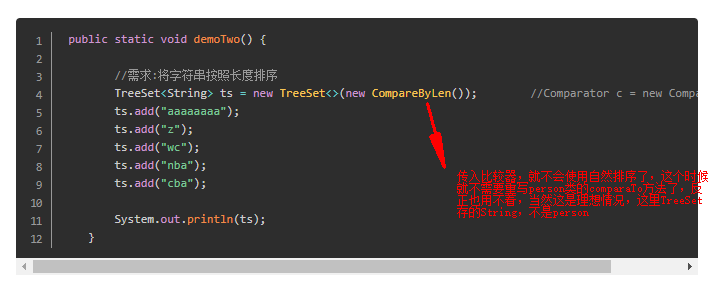 1 public static void demoTwo() {
2
3 //需求:将字符串按照长度排序
4 TreeSet<String> ts = new TreeSet<>(new CompareByLen()); //Comparator c = new Compa
5 ts.add("aaaaaaaa");
6 ts.add("z");
7 ts.add("wc");
8 ts.add("nba");
9 ts.add("cba");
10
11 System.out.println(ts);
12 }
传入比较器，就不会使用自然排序了，这个时候
就不需要重写person类的compareTo方法了，反
正也用不着，当然这是理想情况，这里TreeSet
存的String，不是person